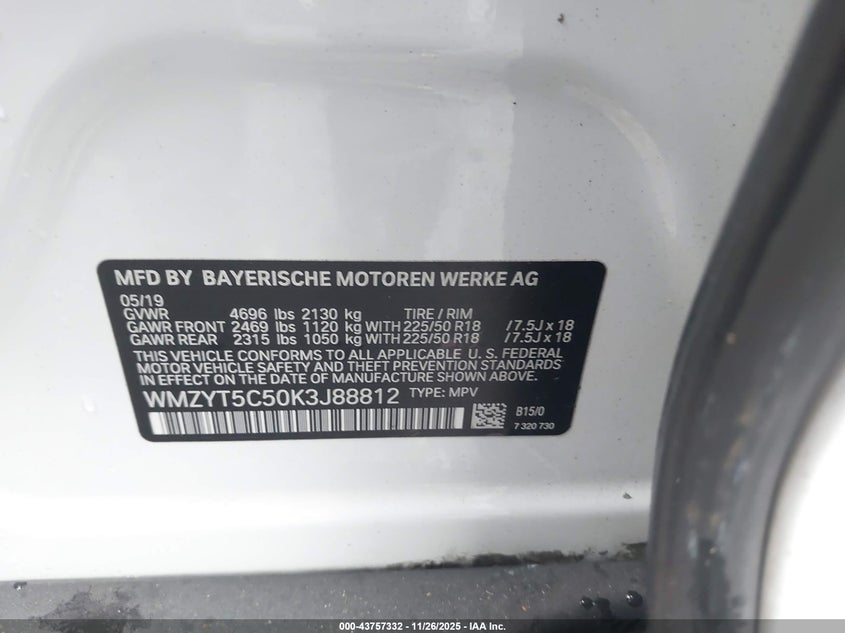 MFD BY BAYERISCHE MOTOREN WERKE AG
05/19
GVWR 4696 lbs 2130 kg TIRE / RIM
GAWR FRONT 2469 lbs 1120 kg WITH 225/50 R18 /7.5J x 18
GAWR REAR 2315 lbs 1050 kg WITH 225/50 R18 /7.5J x 18
THIS VEHICLE CONFORMS TO ALL APPLICABLE U. S. FEDERAL
MOTOR VEHICLE SAFETY AND THEFT PREVENTION STANDARDS
IN EFFECT ON THE DATE OF MANUFACTURE SHOWN ABOVE.
WMZYT5C50K3J88812 TYPE: MPV
B15/0
7 320 730
000-43757332 | 11/26/2025 - IAA Inc.